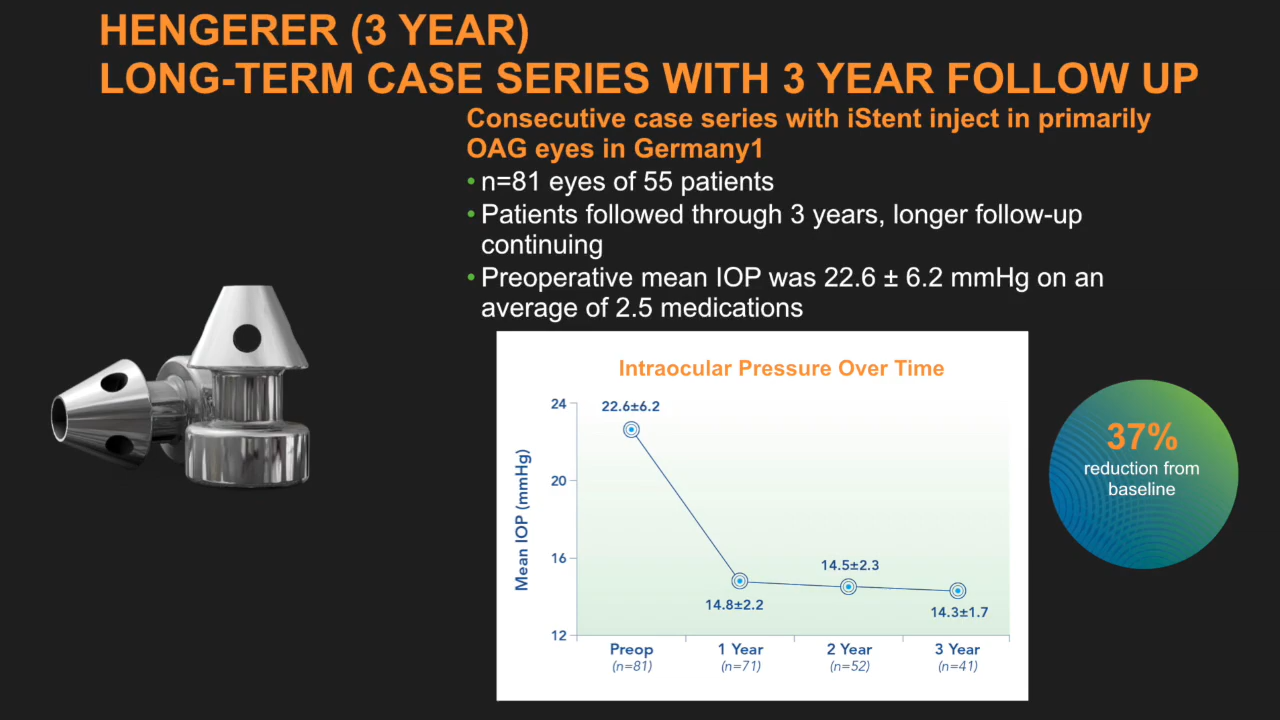 HENGERER (3 YEAR)
LONG-TERM CASE SERIES WITH 3 YEAR FOLLOW UP
Consecutive case series with iStent inject in primarily
OAG eyes in Germany1
• n=81 eyes of 55 patients
• Patients followed through 3 years, longer follow-up
continuing
• Preoperative mean IOP was 22.6 ± 6.2 mmHg on an
average of 2.5 medications
Intraocular Pressure Over Time
Mean IOP (mmHg)
24
20
16
12
22.6±6.2
14.8±2.2
14.5±2.3
14.3±1.7
Preop
(n=81)
1 Year
(n=71)
2 Year
(n=52)
3 Year
(n=41)
37%
reduction from
baseline